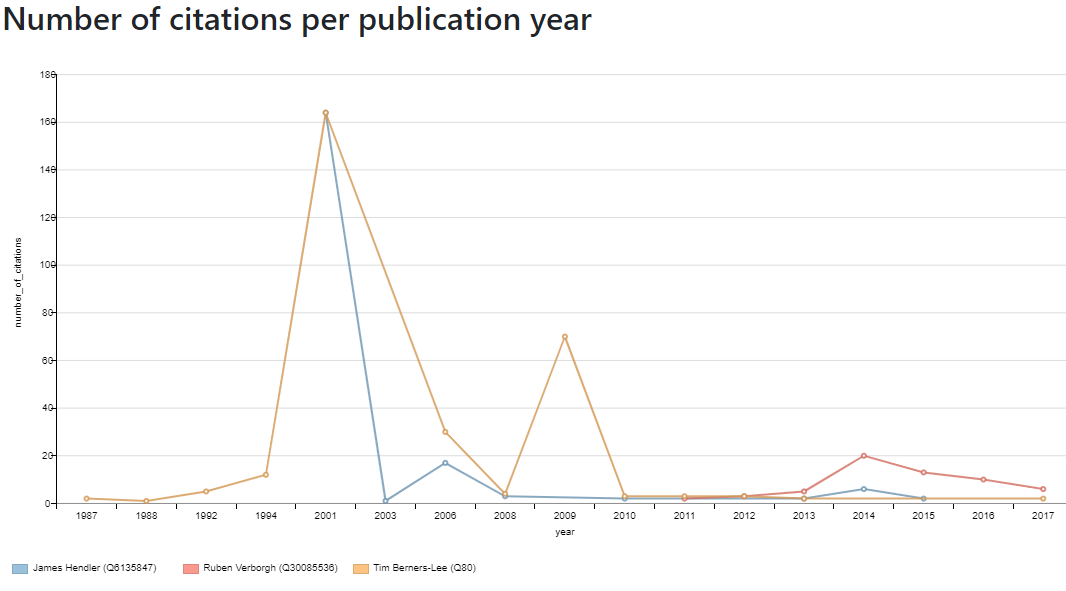 Number of citations per publication year
180
160
140
120
100
80
60
40
20
0
number_of_citations
1987 1988 1992 1994 2001 2003 2006 2008 2009 2010 2011 2012 2013 2014 2015 2016 2017
year
James Hendler (Q6135847) Ruben Verborgh (Q30085536) Tim Berners-Lee (Q80)